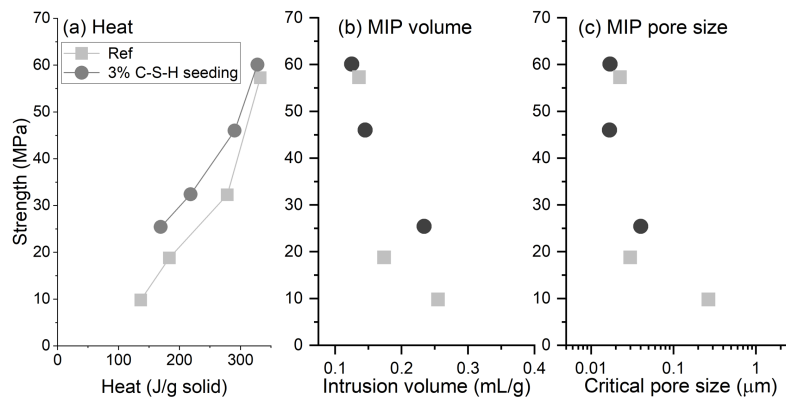 (a) Heat
Ref
3% C-S-H seeding
Strength (MPa)
70
60
50
40
30
20
10
0
0 100 200 300
Heat (J/g solid)
(b) MIP volume
70
60
50
40
30
20
10
0
0.1 0.2 0.3 0.4
Intrusion volume (mL/g)
(c) MIP pore size
70
60
50
40
30
20
10
0
0.01 0.1 1
Critical pore size (μm)